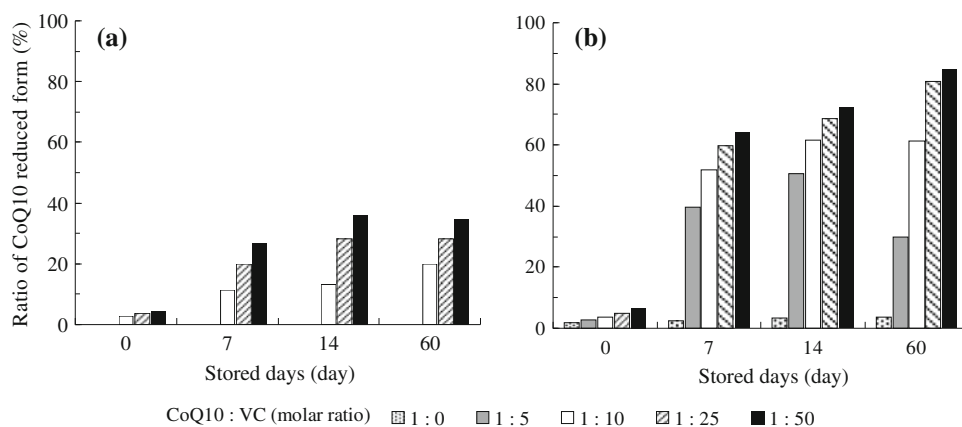 (a)
(b)
Ratio of CoQ10 reduced form (%)
100
80
60
40
20
0
100
80
60
40
20
0
0 7 14 60
0 7 14 60
Stored days (day)
Stored days (day)
CoQ10 : VC (molar ratio) 1 : 0 1 : 5 1 : 10 1 : 25 1 : 50